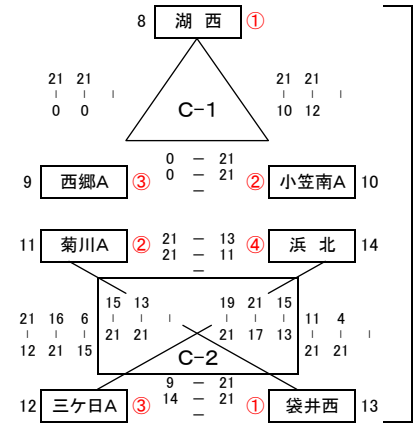 8 湖 西 ①
21 21 21 21
| | | | | |
0 0 10 12
C-1
0 － 21
0 － 21
－
9 西郷A ③ ② 小笠南A 10
11 菊川A ② 21 － 13 ④ 浜 北 14
21 － 11
－
15 13 19 21 15
| | | | | |
21 21 21 17 13
21 16 6 11 4
| | | | | |
12 21 15 21 21
C-2
9 － 21
14 － 21
－
12 三ケ日A ③ ① 袋井西 13